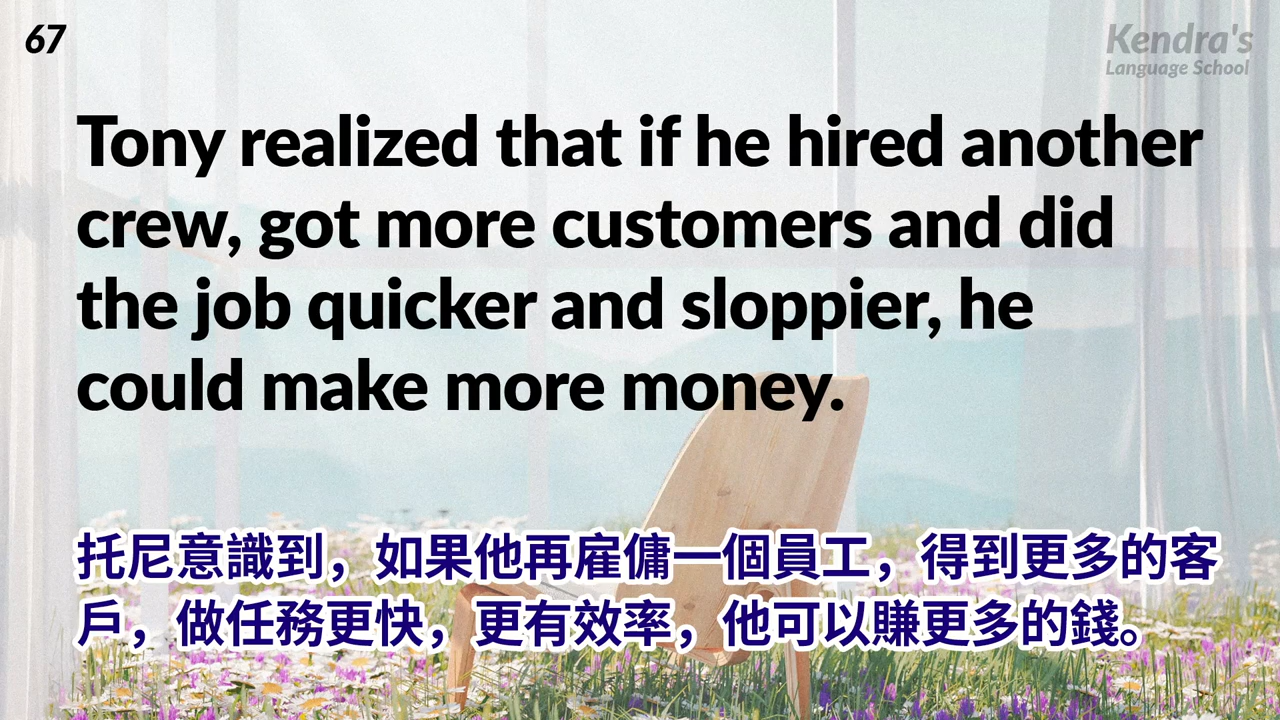 67
Kendra's
Language School
Tony realized that if he hired another
crew, got more customers and did
the job quicker and sloppier, he
could make more money.
托尼意識到，如果他再雇傭一個員工，得到更多的客
戶，做任務更快，更有效率，他可以賺更多的錢。